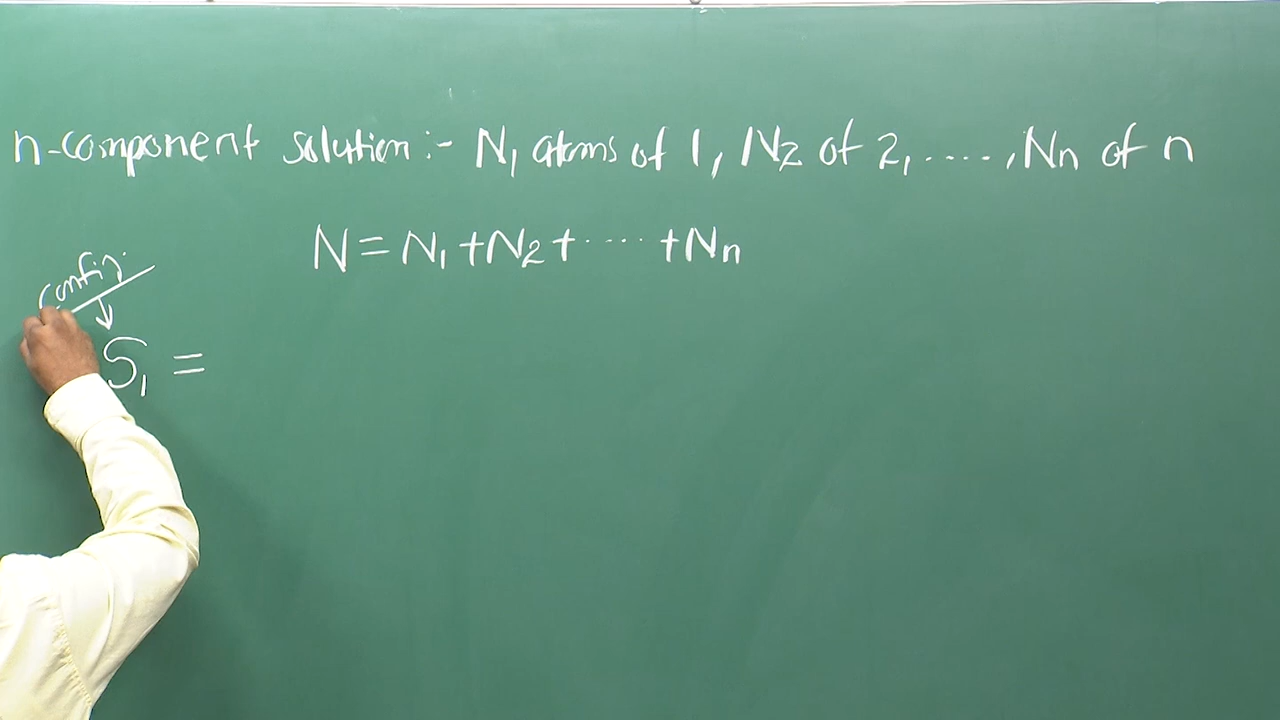 n-component solution:- N₁ atoms of 1, N₂ of 2, ....., Nn of n
N = N₁ + N₂ + ..... + Nn
Config.
↓
S₁ =